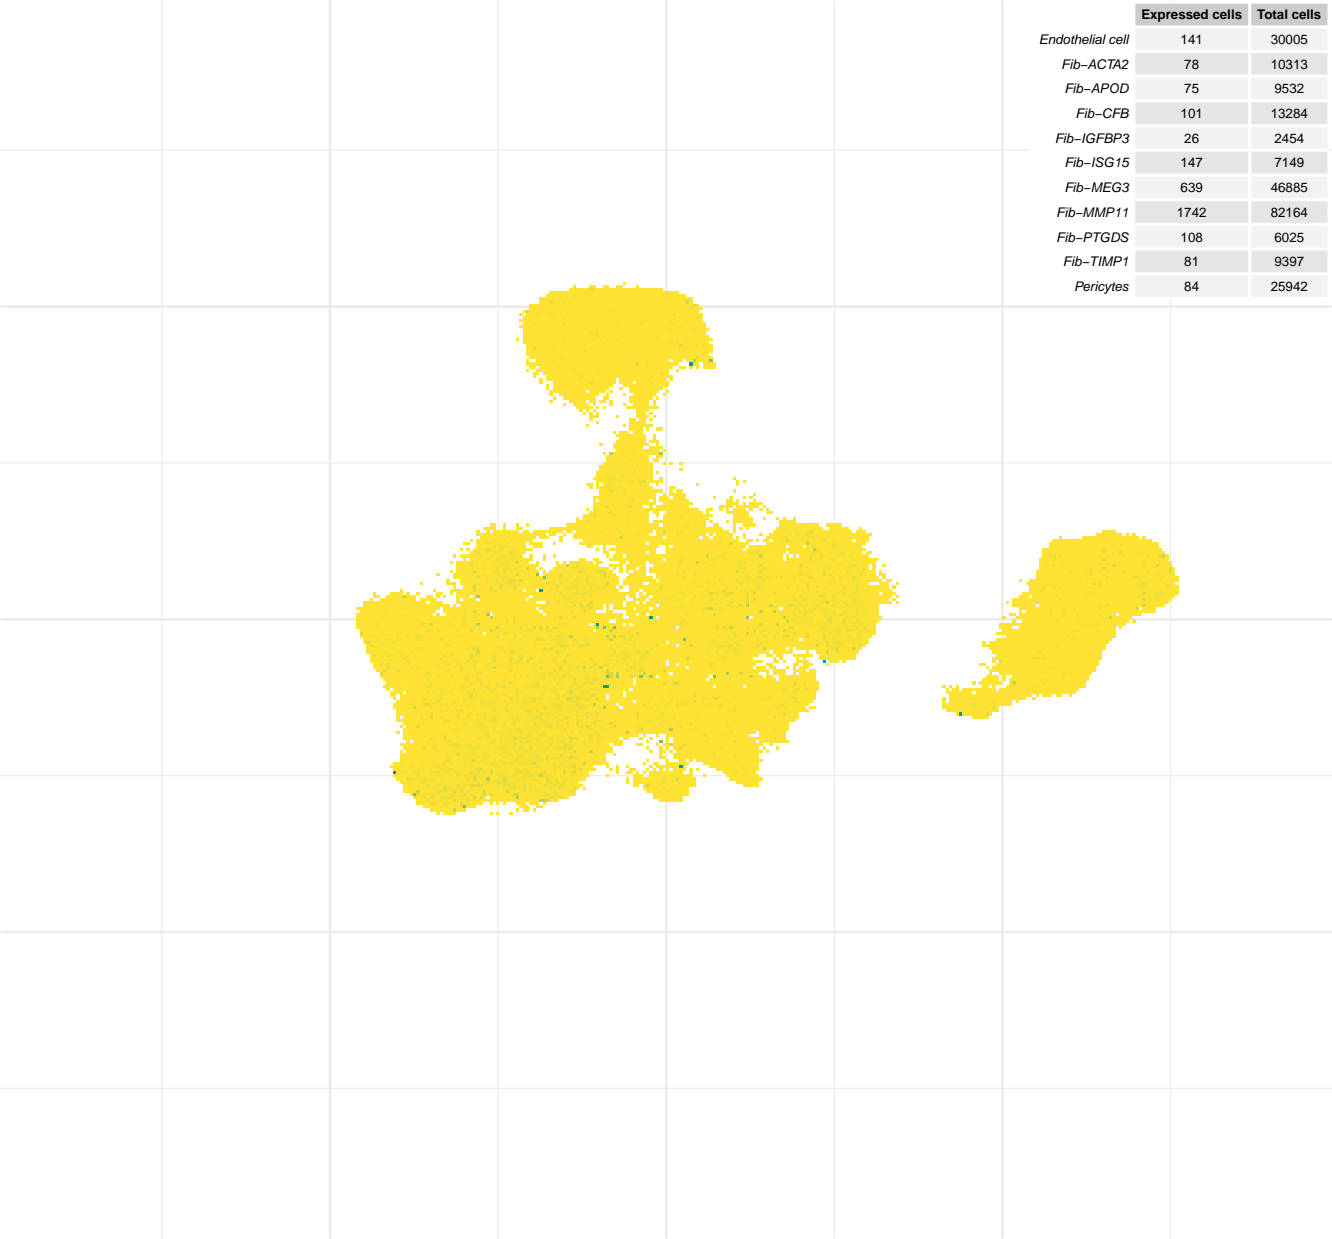 Expressed cells Total cells
Endothelial cell 141 30005
Fib−ACTA2 78 10313
Fib−APOD 75 9532
Fib−CFB 101 13284
Fib−IGFBP3 26 2454
Fib−ISG15 147 7149
Fib−MEG3 639 46885
Fib−MMP11 1742 82164
Fib−PTGDS 108 6025
Fib−TIMP1 81 9397
Pericytes 84 25942